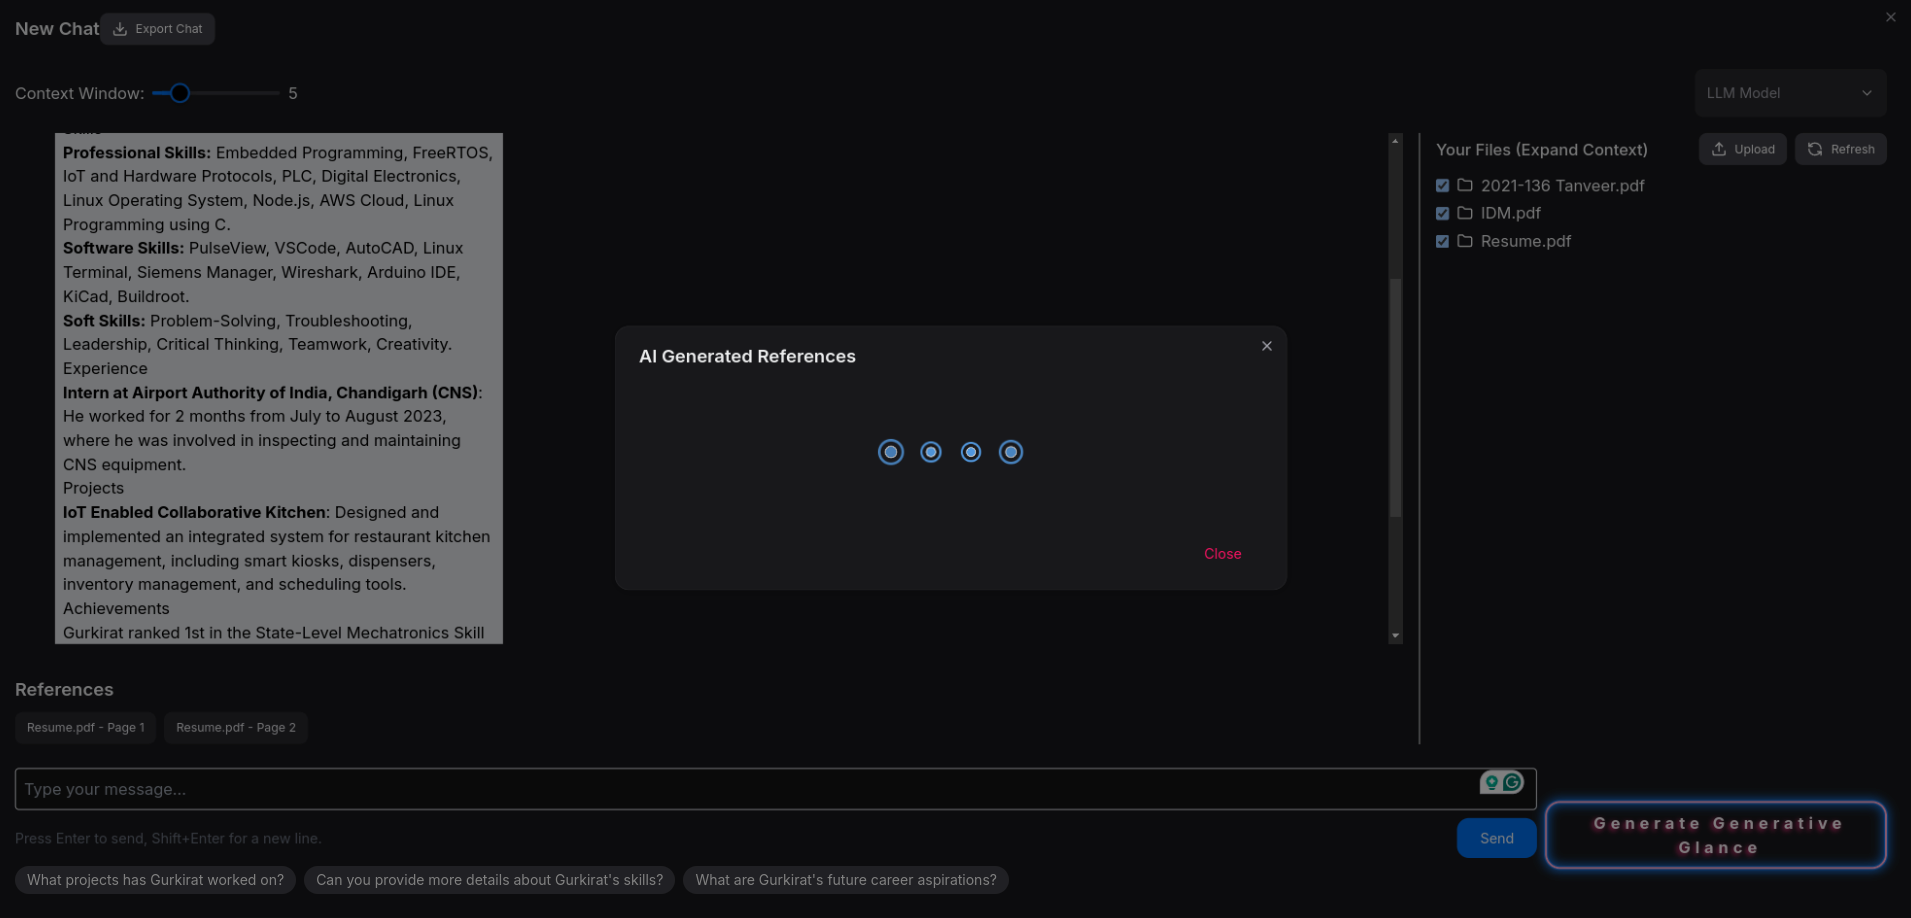 New Chat
Export Chat
Context Window:
5
LLM Model
Professional Skills: Embedded Programming, FreeRTOS,
IoT and Hardware Protocols, PLC, Digital Electronics,
Linux Operating System, Node.js, AWS Cloud, Linux
Programming using C.
Software Skills: PulseView, VSCode, AutoCAD, Linux
Terminal, Siemens Manager, Wireshark, Arduino IDE,
KiCad, Buildroot.
Soft Skills: Problem-Solving, Troubleshooting,
Leadership, Critical Thinking, Teamwork, Creativity.
Experience
Intern at Airport Authority of India, Chandigarh (CNS):
He worked for 2 months from July to August 2023,
where he was involved in inspecting and maintaining
CNS equipment.
Projects
IoT Enabled Collaborative Kitchen: Designed and
implemented an integrated system for restaurant kitchen
management, including smart kiosks, dispensers,
inventory management, and scheduling tools.
Achievements
Gurkirat ranked 1st in the State-Level Mechatronics Skill
AI Generated References
Close
Your Files (Expand Context)
Upload
Refresh
2021-136 Tanveer.pdf
IDM.pdf
Resume.pdf
References
Resume.pdf - Page 1
Resume.pdf - Page 2
Type your message...
Press Enter to send, Shift+Enter for a new line.
Send
Generate Generative
Glance
What projects has Gurkirat worked on?
Can you provide more details about Gurkirat's skills?
What are Gurkirat's future career aspirations?